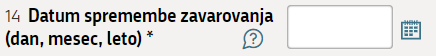 14 Datum spremembe zavarovanja
(dan, mesec, leto) *